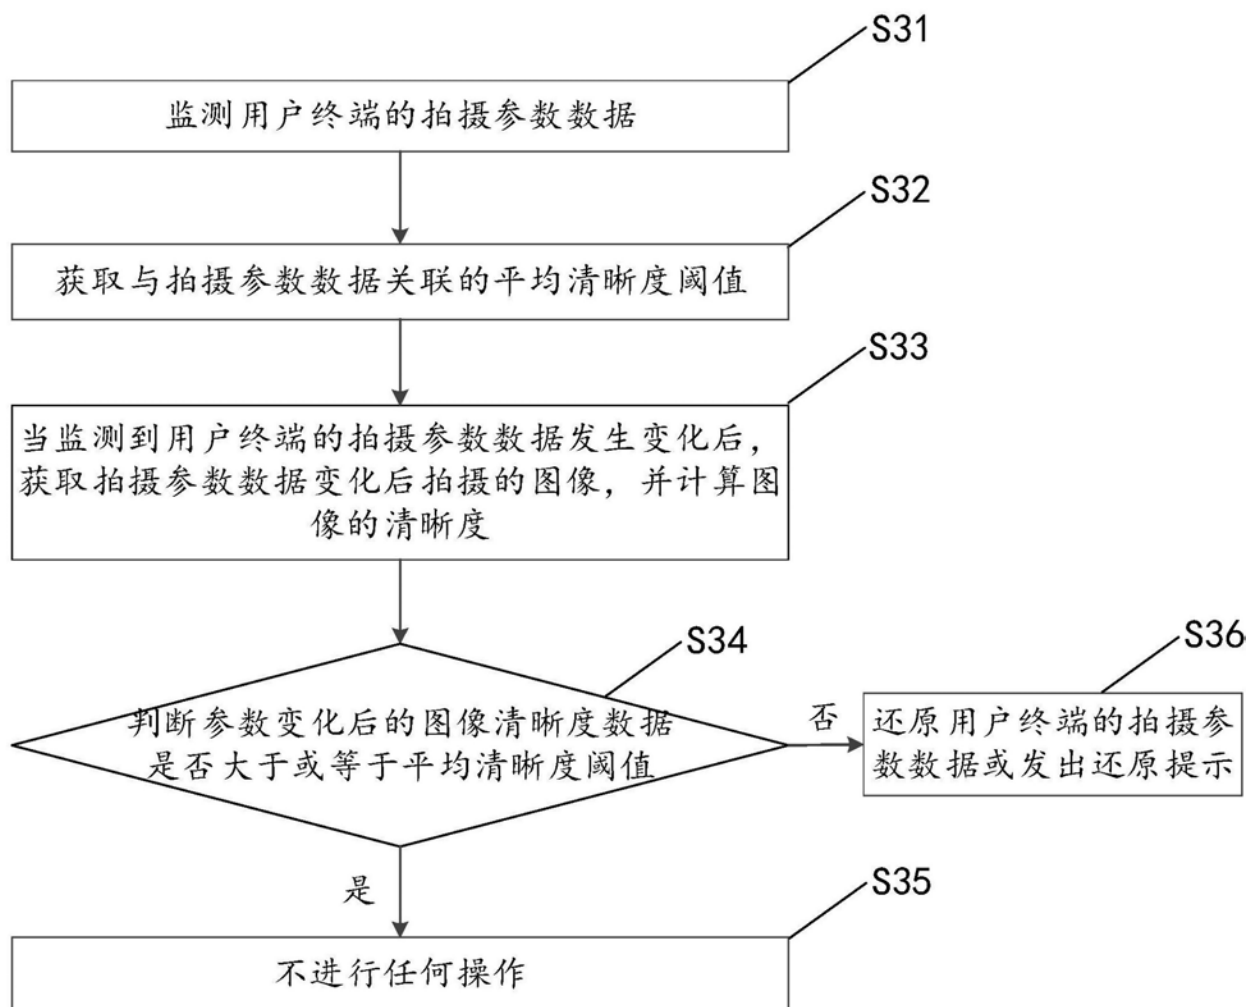 S31
监测用户终端的拍摄参数数据
S32
获取与拍摄参数数据关联的平均清晰度阈值
S33
当监测到用户终端的拍摄参数数据发生变化后，
获取拍摄参数数据变化后拍摄的图像，并计算图
像的清晰度
S34
判断参数变化后的图像清晰度数据
是否大于或等于平均清晰度阈值
否
S36
还原用户终端的拍摄参
数数据或发出还原提示
是
S35
不进行任何操作